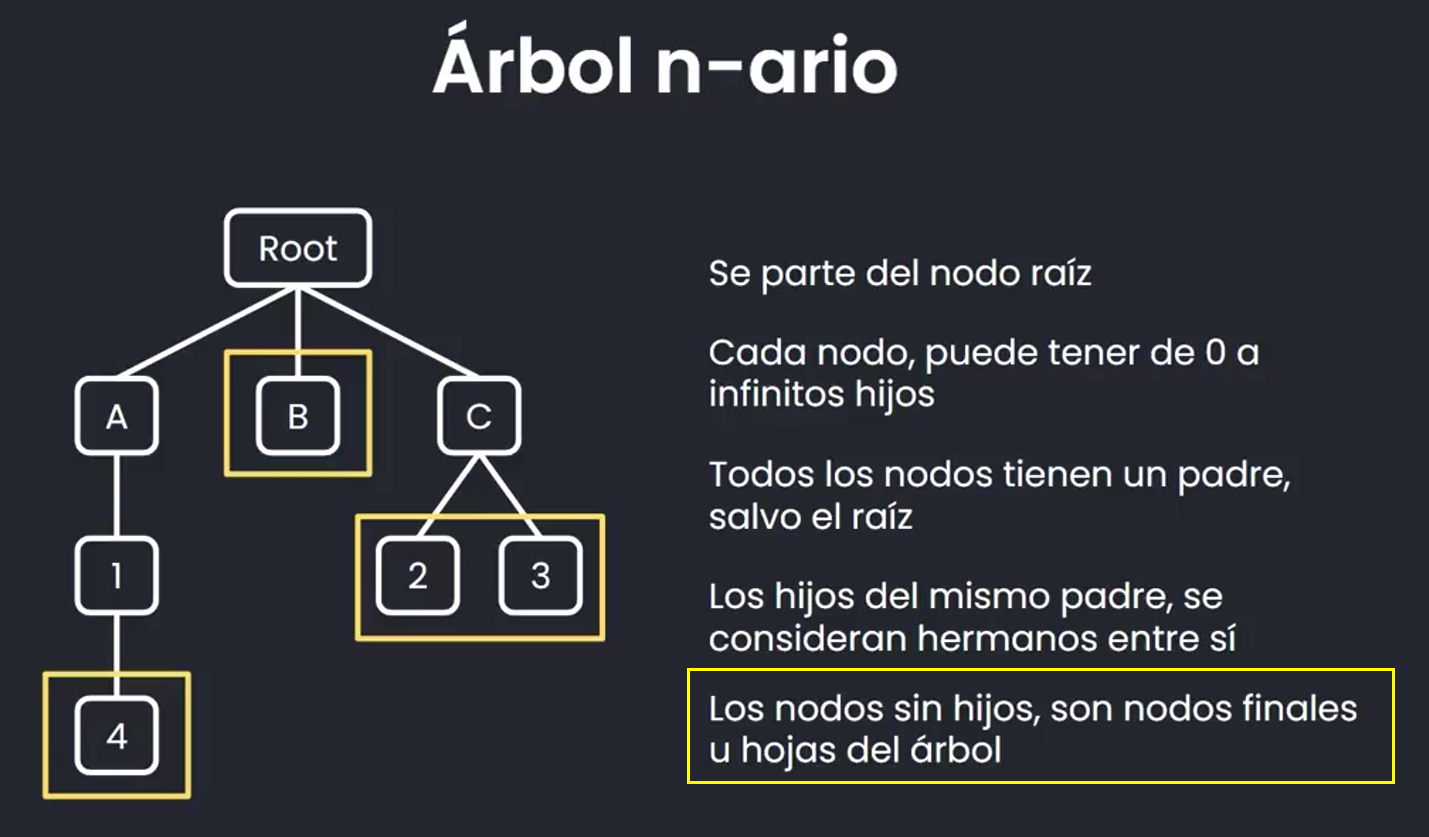 Árbol n-ario
Root
A
B
C
1
2
3
4
Se parte del nodo raíz
Cada nodo, puede tener de 0 a
infinitos hijos
Todos los nodos tienen un padre,
salvo el raíz
Los hijos del mismo padre, se
consideran hermanos entre sí
Los nodos sin hijos, son nodos finales
u hojas del árbol